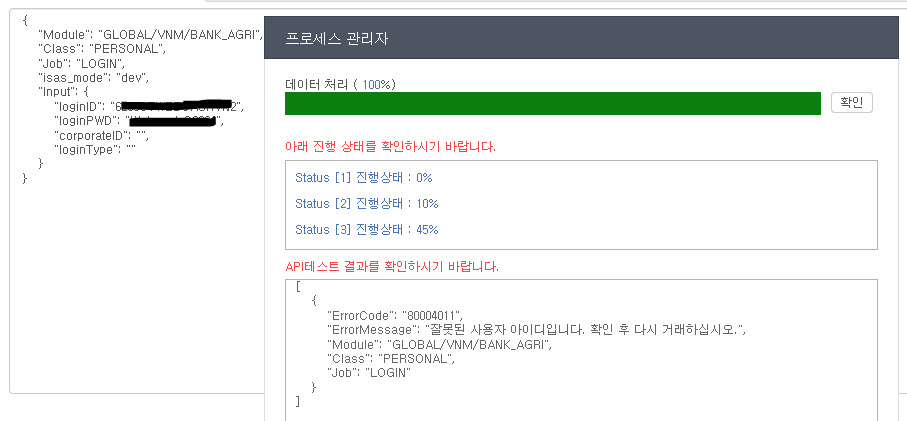 {
"Module": "GLOBAL/VNM/BANK_AGRI",
"Class": "PERSONAL",
"Job": "LOGIN",
"isas_mode": "dev",
"Input": {
"loginID": "
2",
"loginPWD": "
",
"corporateID": "",
"loginType": ""
}
}
프로세스 관리자
데이터 처리 ( 100%)
확인
아래 진행 상태를 확인하시기 바랍니다.
Status [1] 진행상태 : 0%
Status [2] 진행상태 : 10%
Status [3] 진행상태 : 45%
API테스트 결과를 확인하시기 바랍니다.
[
{
"ErrorCode": "80004011",
"ErrorMessage": "잘못된 사용자 아이디입니다. 확인 후 다시 거래하십시오.",
"Module": "GLOBAL/VNM/BANK_AGRI",
"Class": "PERSONAL",
"Job": "LOGIN"
}
]